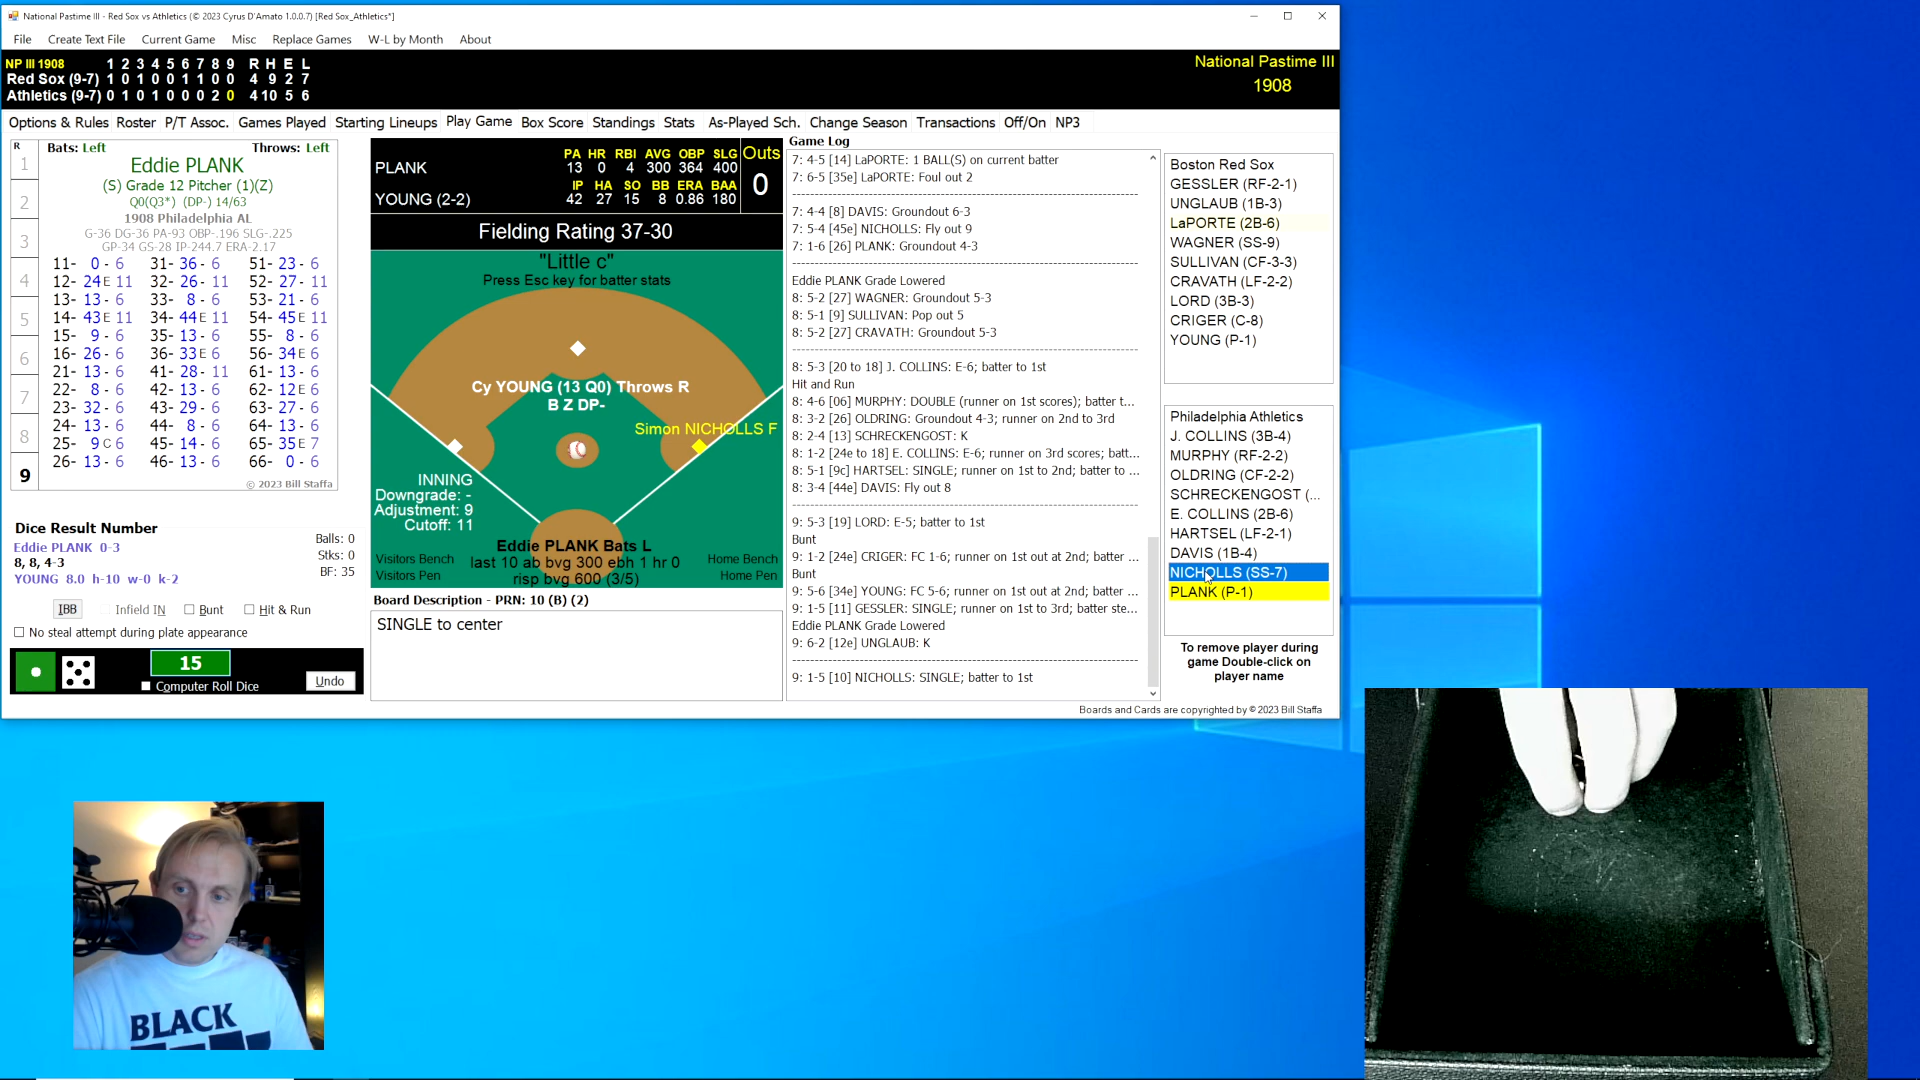 National Pastime III - Red Sox vs Athletics (© 2023 Cyrus D'Amato 1.0.0.7) [Red Sox_Athletics*]
File Create Text File Current Game Misc Replace Games W-L by Month About
NP III 1908 1 2 3 4 5 6 7 8 9 R H E L
Red Sox (9-7) 1 0 1 0 0 1 1 0 0 4 9 2 7
Athletics (9-7) 0 1 0 1 0 0 0 2 0 4 10 5 6
National Pastime III
1908
Options & Rules Roster P/T Assoc. Games Played Starting Lineups Play Game Box Score Standings Stats As-Played Sch. Change Season Transactions Off/On NP3
R
1
2
3
4
5
6
7
8
9
Bats: Left Throws: Left
Eddie PLANK
(S) Grade 12 Pitcher (1)(Z)
Q0(Q3*) (DP-) 14/63
1908 Philadelphia AL
G-36 DG-36 PA-93 OBP-.196 SLG-.225
GP-34 GS-28 IP-244.7 ERA-2.17
11- 0 - 6 31- 36 - 6 51- 23 - 6
12- 24 E 11 32- 26 - 11 52- 27 - 11
13- 13 - 6 33- 8 - 6 53- 21 - 6
14- 43 E 11 34- 44 E 11 54- 45 E 11
15- 9 - 6 35- 13 - 6 55- 8 - 6
16- 26 - 6 36- 33 E 6 56- 34 E 6
21- 13 - 6 41- 28 - 11 61- 13 - 6
22- 8 - 6 42- 13 - 6 62- 12 E 6
23- 32 - 6 43- 29 - 6 63- 27 - 6
24- 13 - 6 44- 8 - 6 64- 13 - 6
25- 9 C 6 45- 14 - 6 65- 35 E 7
26- 13 - 6 46- 13 - 6 66- 0 - 6
© 2023 Bill Staffa
Dice Result Number
Eddie PLANK 0-3
8, 8, 4-3
YOUNG 8.0 h-10 w-0 k-2
Balls: 0
Stks: 0
BF: 35
IBB Infield IN Bunt Hit & Run
No steal attempt during plate appearance
15
Computer Roll Dice
Undo
PLANK
YOUNG (2-2)
PA HR RBI AVG OBP SLG
13 0 4 300 364 400
IP HA SO BB ERA BAA
42 27 15 8 0.86 180
Outs
0
Fielding Rating 37-30
"Little c"
Press Esc key for batter stats
Cy YOUNG (13 Q0) Throws R
B Z DP-
Simon NICHOLLS F
INNING
Downgrade: -
Adjustment: 9
Cutoff: 11
Eddie PLANK Bats L
last 10 ab bvg 300 ebh 1 hr 0
risp bvg 600 (3/5)
Visitors Bench
Visitors Pen
Home Bench
Home Pen
Board Description - PRN: 10 (B) (2)
SINGLE to center
Game Log
7: 4-5 [14] LaPORTE: 1 BALL(S) on current batter
7: 6-5 [35e] LaPORTE: Foul out 2
7: 4-4 [8] DAVIS: Groundout 6-3
7: 5-4 [45e] NICHOLLS: Fly out 9
7: 1-6 [26] PLANK: Groundout 4-3
Eddie PLANK Grade Lowered
8: 5-2 [27] WAGNER: Groundout 5-3
8: 5-1 [9] SULLIVAN: Pop out 5
8: 5-2 [27] CRAVATH: Groundout 5-3
8: 5-3 [20 to 18] J. COLLINS: E-6; batter to 1st
Hit and Run
8: 4-6 [06] MURPHY: DOUBLE (runner on 1st scores); batter t...
8: 3-2 [26] OLDRING: Groundout 4-3; runner on 2nd to 3rd
8: 2-4 [13] SCHRECKENGOST: K
8: 1-2 [24e to 18] E. COLLINS: E-6; runner on 3rd scores; batt...
8: 5-1 [9c] HARTSEL: SINGLE; runner on 1st to 2nd; batter to ...
8: 3-4 [44e] DAVIS: Fly out 8
9: 5-3 [19] LORD: E-5; batter to 1st
Bunt
9: 1-2 [24e] CRIGER: FC 1-6; runner on 1st out at 2nd; batter ...
Bunt
9: 5-6 [34e] YOUNG: FC 5-6; runner on 1st out at 2nd; batter ...
9: 1-5 [11] GESSLER: SINGLE; runner on 1st to 3rd; batter ste...
Eddie PLANK Grade Lowered
9: 6-2 [12e] UNGLAUB: K
9: 1-5 [10] NICHOLLS: SINGLE; batter to 1st
Boston Red Sox
GESSLER (RF-2-1)
UNGLAUB (1B-3)
LaPORTE (2B-6)
WAGNER (SS-9)
SULLIVAN (CF-3-3)
CRAVATH (LF-2-2)
LORD (3B-3)
CRIGER (C-8)
YOUNG (P-1)
Philadelphia Athletics
J. COLLINS (3B-4)
MURPHY (RF-2-2)
OLDRING (CF-2-2)
SCHRECKENGOST (...
E. COLLINS (2B-6)
HARTSEL (LF-2-1)
DAVIS (1B-4)
NICHOLLS (SS-7)
PLANK (P-1)
To remove player during
game Double-click on
player name
Boards and Cards are copyrighted by © 2023 Bill Staffa
BLACK